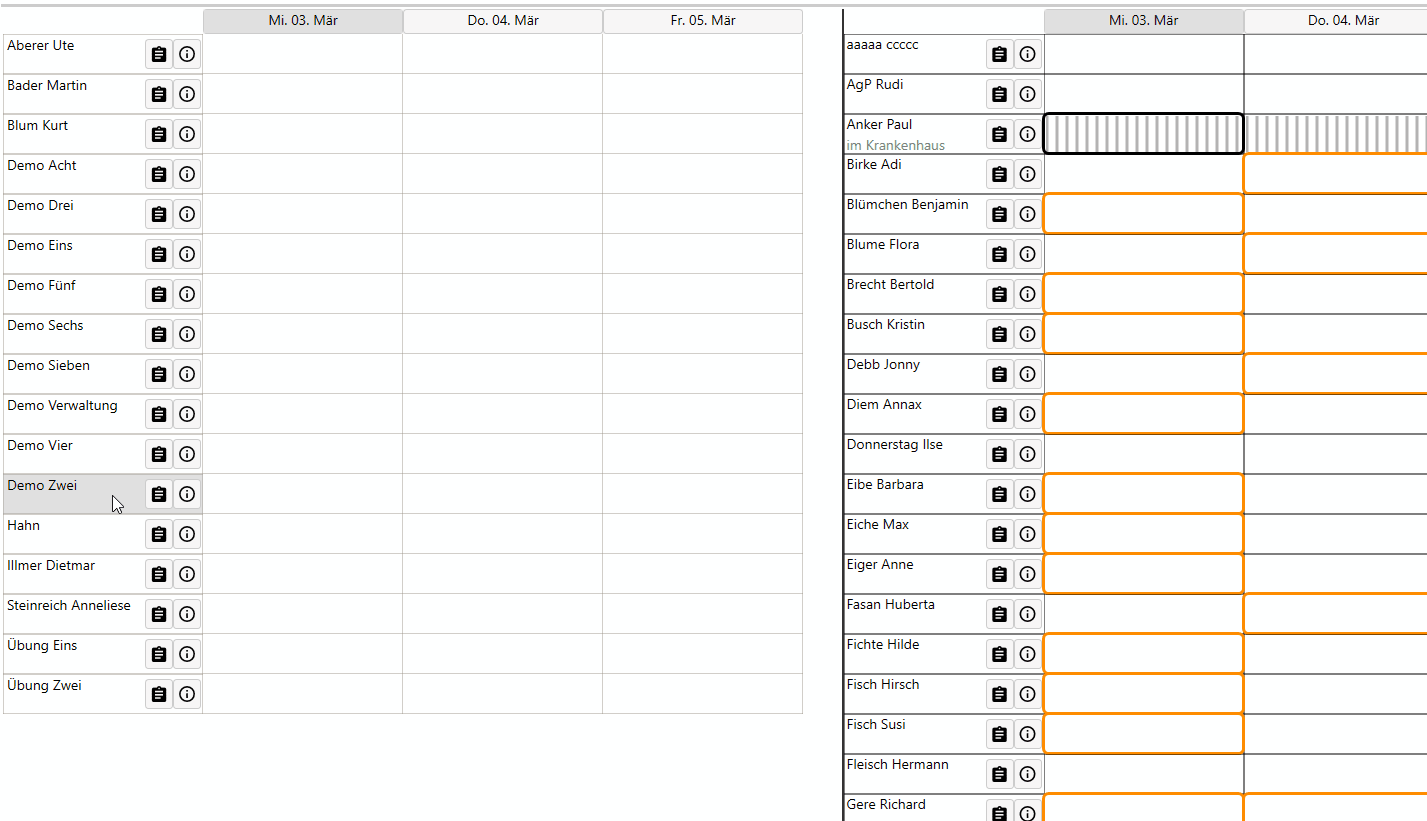 Mi. 03. Mär
Do. 04. Mär
Fr. 05. Mär
Aberer Ute
Bader Martin
Blum Kurt
Demo Acht
Demo Drei
Demo Eins
Demo Fünf
Demo Sechs
Demo Sieben
Demo Verwaltung
Demo Vier
Demo Zwei
Hahn
Illmer Dietmar
Steinreich Anneliese
Übung Eins
Übung Zwei
Mi. 03. Mär
Do. 04. Mär
aaaaa ccccc
AgP Rudi
Anker Paul
im Krankenhaus
Birke Adi
Blümchen Benjamin
Blume Flora
Brecht Bertold
Busch Kristin
Debb Jonny
Diem Annax
Donnerstag Ilse
Eibe Barbara
Eiche Max
Eiger Anne
Fasan Huberta
Fichte Hilde
Fisch Hirsch
Fisch Susi
Fleisch Hermann
Gere Richard